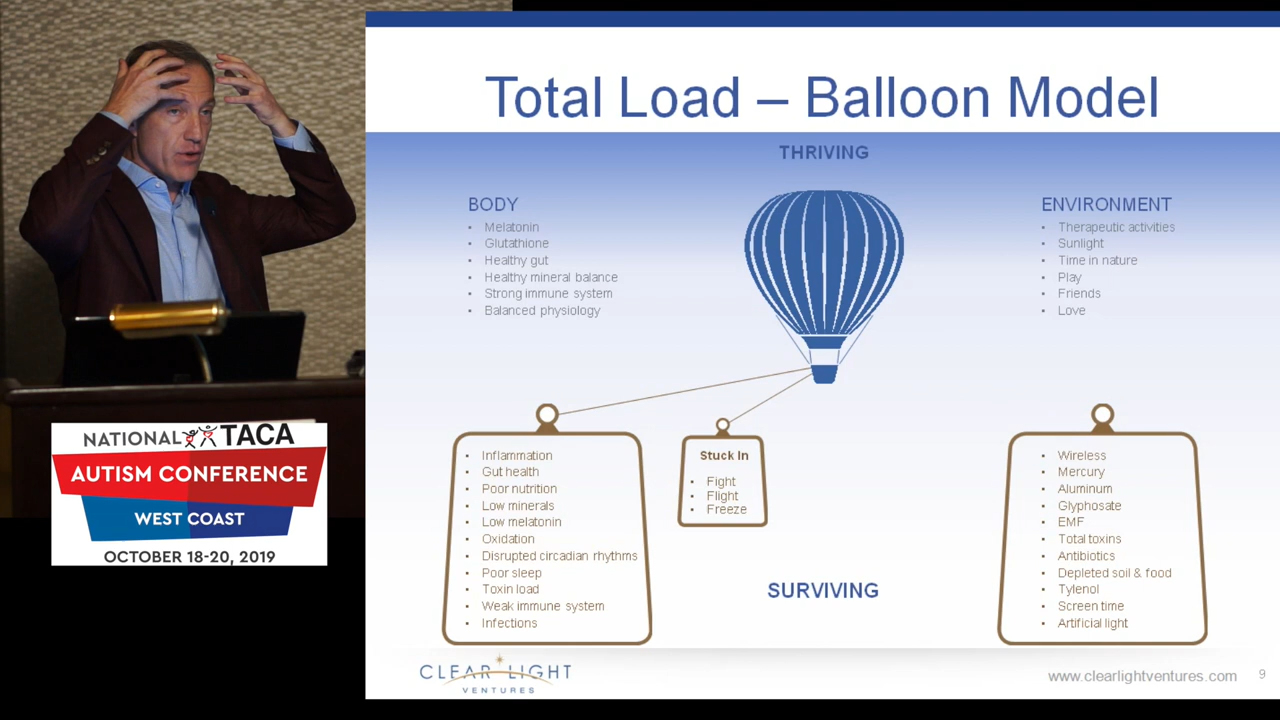 Total Load – Balloon Model
THRIVING
BODY
• Melatonin
• Glutathione
• Healthy gut
• Healthy mineral balance
• Strong immune system
• Balanced physiology
ENVIRONMENT
• Therapeutic activities
• Sunlight
• Time in nature
• Play
• Friends
• Love
• Inflammation
• Gut health
• Poor nutrition
• Low minerals
• Low melatonin
• Oxidation
• Disrupted circadian rhythms
• Poor sleep
• Toxin load
• Weak immune system
• Infections
Stuck In
• Fight
• Flight
• Freeze
• Wireless
• Mercury
• Aluminum
• Glyphosate
• EMF
• Total toxins
• Antibiotics
• Depleted soil & food
• Tylenol
• Screen time
• Artificial light
SURVIVING
CLEAR LIGHT
VENTURES
www.clearlightventures.com 9
NATIONAL TACA
AUTISM CONFERENCE
WEST COAST
OCTOBER 18-20, 2019